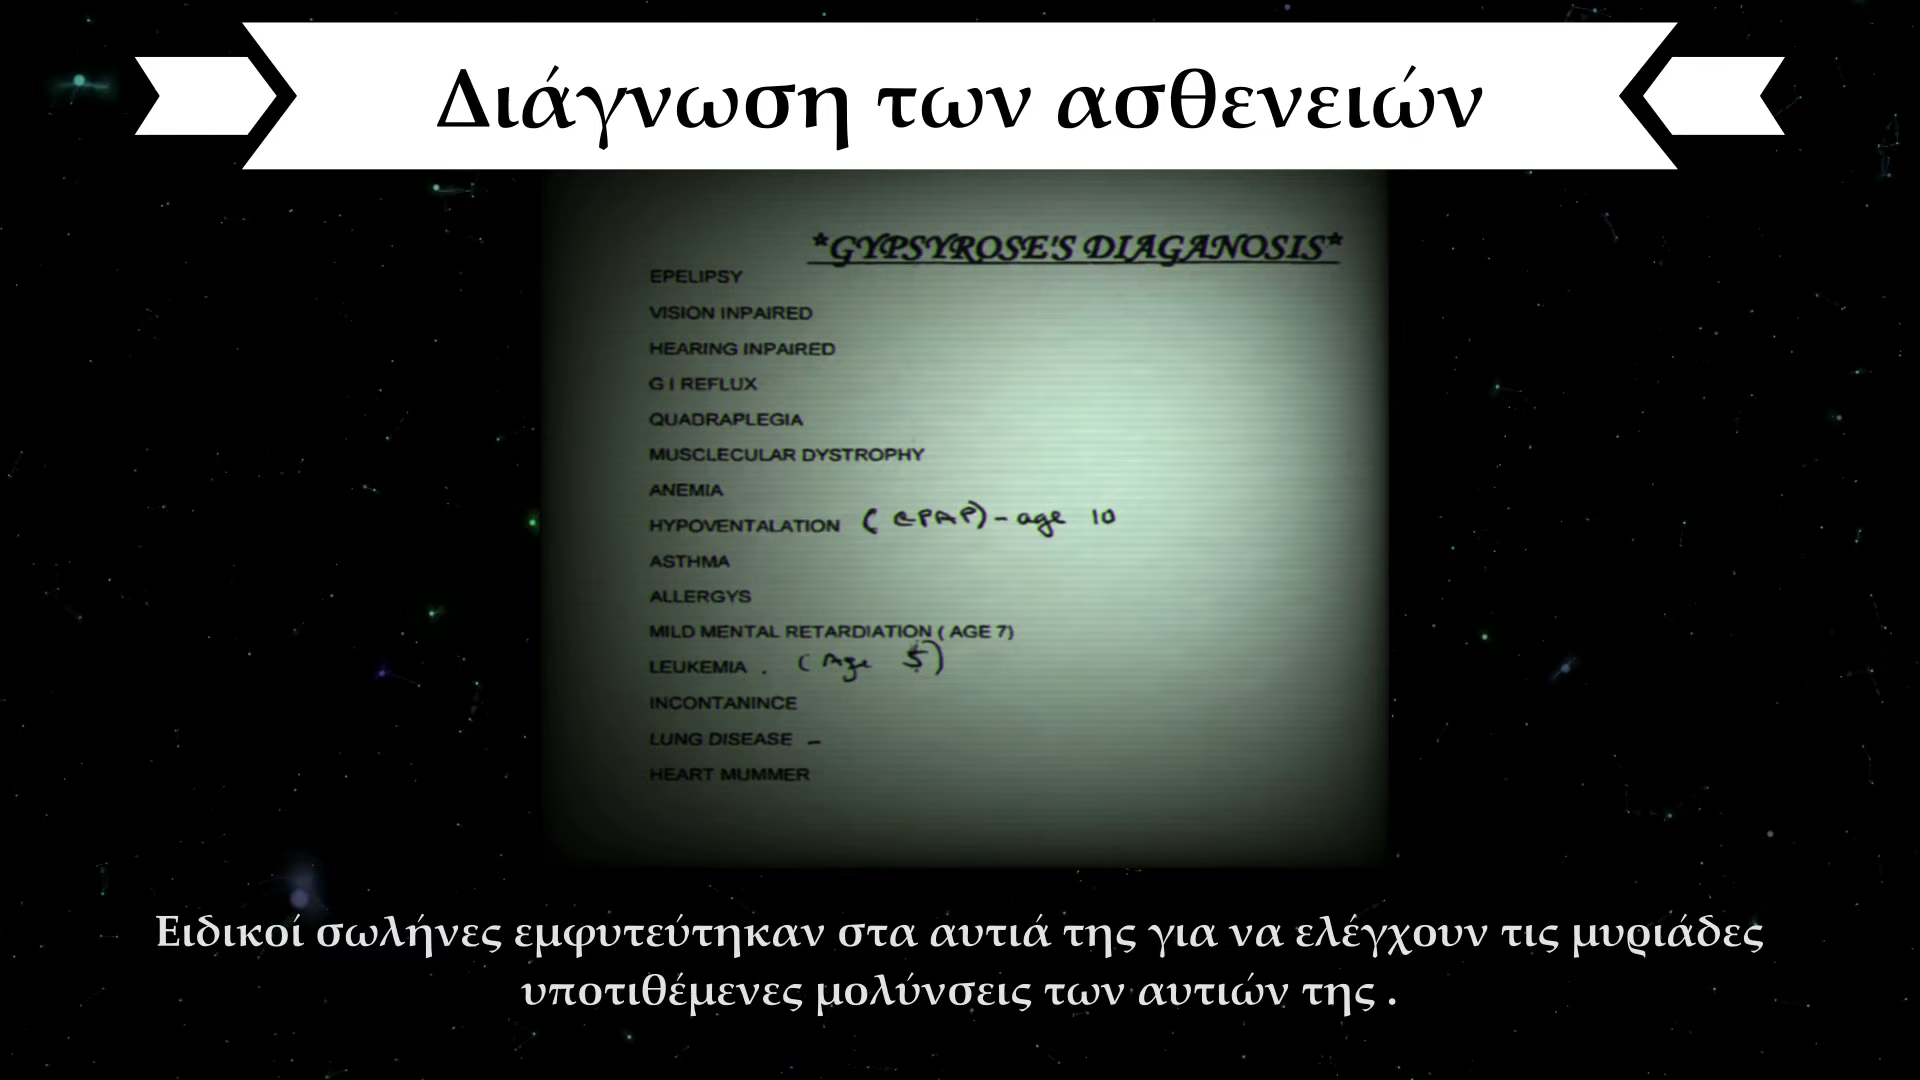 Διάγνωση των ασθενειών
*GYPSYROSE'S DIAGANOSIS*
EPELIPSY
VISION INPAIRED
HEARING INPAIRED
G I REFLUX
QUADRAPLEGIA
MUSCLECULAR DYSTROPHY
ANEMIA
HYPOVENTALATION (CPAP) - age 10
ASTHMA
ALLERGYS
MILD MENTAL RETARDIATION ( AGE 7)
LEUKEMIA . (Age 5)
INCONTANINCE
LUNG DISEASE –
HEART MUMMER
Ειδικοί σωλήνες εμφυτεύτηκαν στα αυτιά της για να ελέγχουν τις μυριάδες
υποτιθέμενες μολύνσεις των αυτιών της .